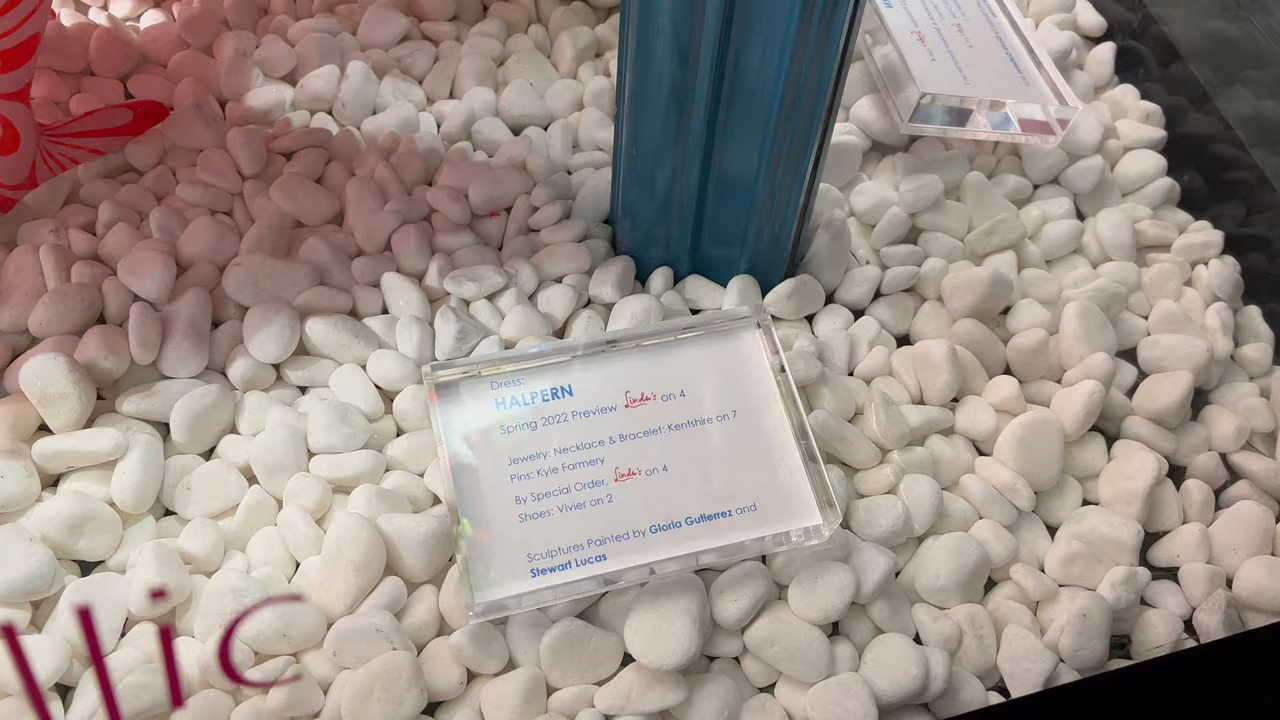 Dress:
HALPERN
Spring 2022 Preview Linda's on 4
Jewelry: Necklace & Bracelet: Kentshire on 7
Pins: Kyle Farmery
By Special Order, Linda's on 4
Shoes: Vivier on 2
Sculptures Painted by Gloria Gutierrez and
Stewart Lucas
llic